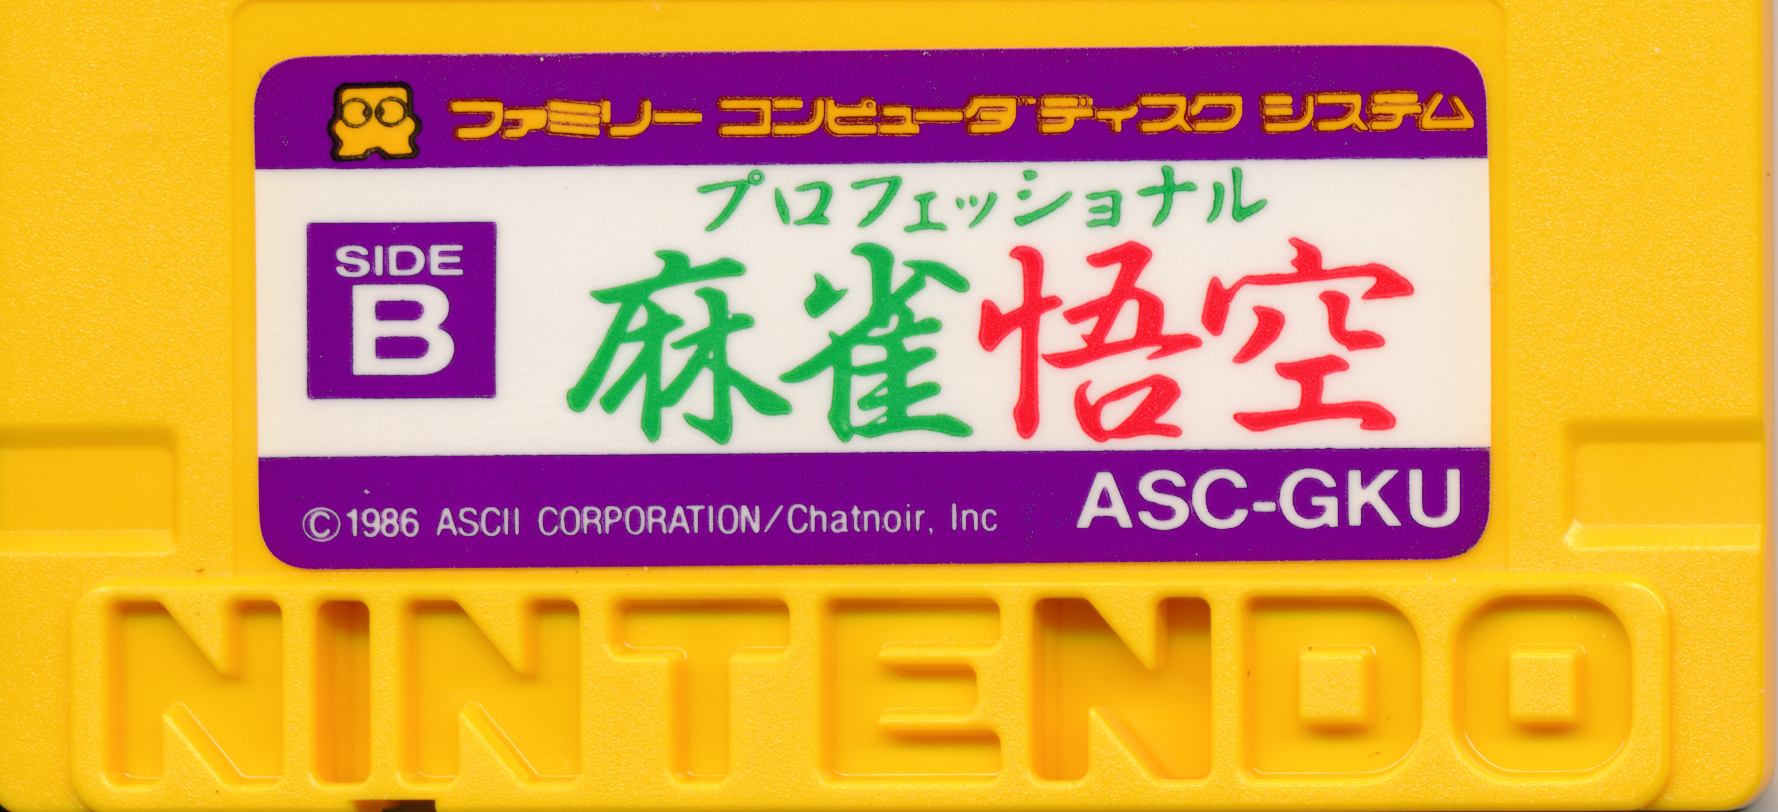 ファミリー コンピュータ ディスク システム
プロフェッショナル
SIDE
B
麻雀悟空
©1986 ASCII CORPORATION/Chatnoir, Inc
ASC-GKU
NINTENDO